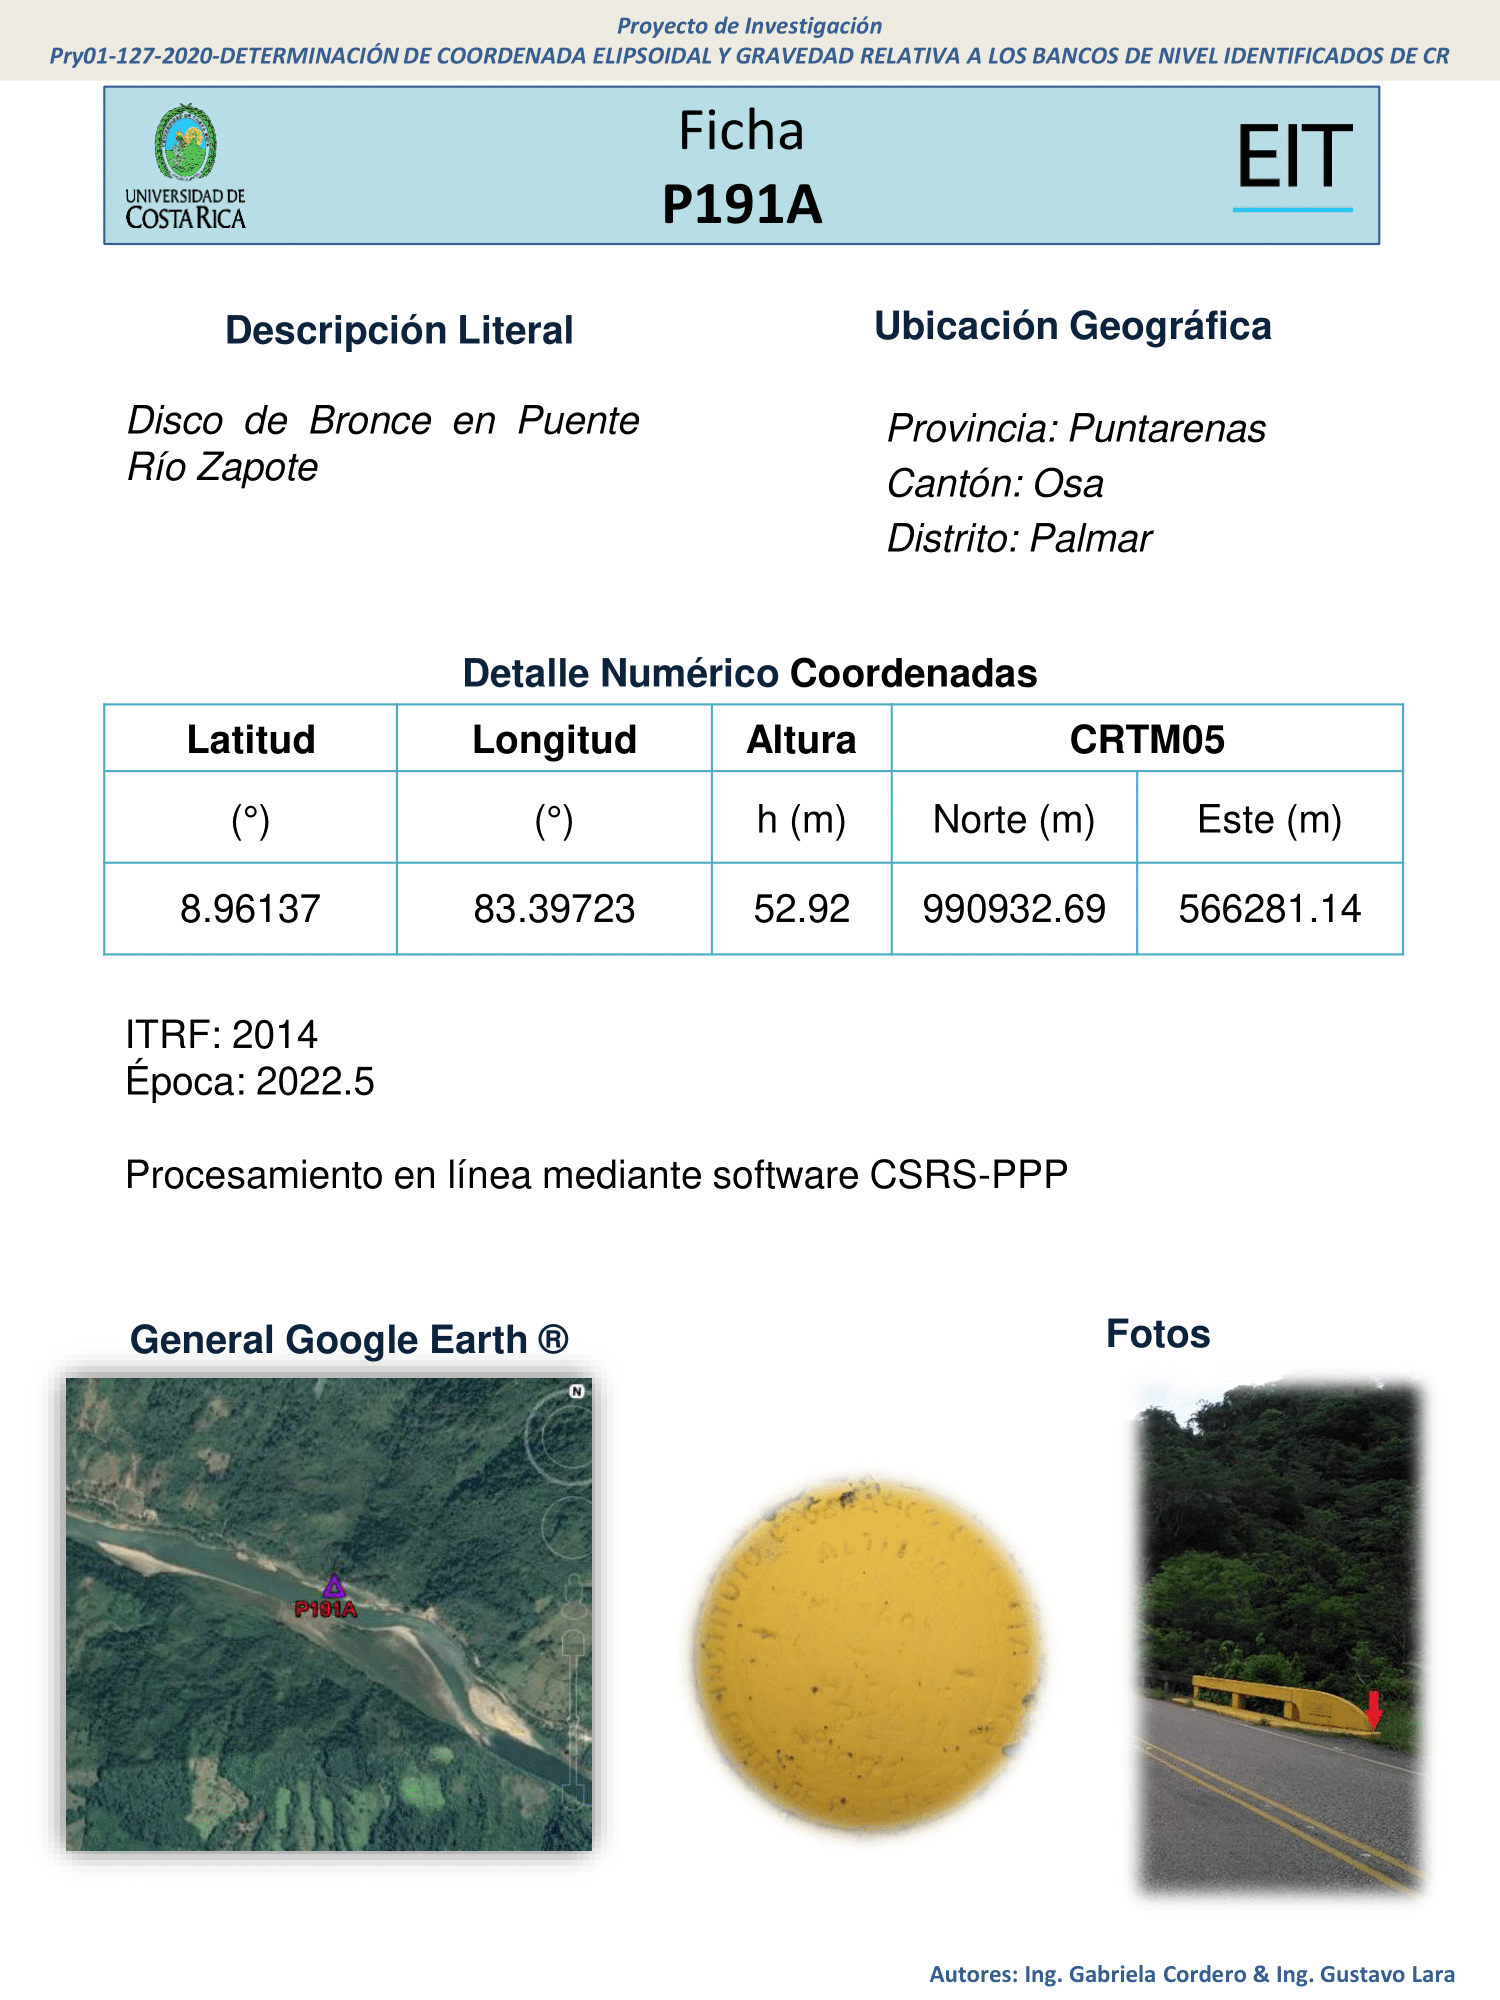 Proyecto de Investigación
Pry01-127-2020-DETERMINACIÓN DE COORDENADA ELIPSOIDAL Y GRAVEDAD RELATIVA A LOS BANCOS DE NIVEL IDENTIFICADOS DE CR
UNIVERSIDAD DE
COSTA RICA
Ficha
P191A
EIT
Descripción Literal
Disco de Bronce en Puente
Río Zapote
Ubicación Geográfica
Provincia: Puntarenas
Cantón: Osa
Distrito: Palmar
Detalle Numérico Coordenadas
Latitud Longitud Altura CRTM05
(°) (°) h (m) Norte (m) Este (m)
8.96137 83.39723 52.92 990932.69 566281.14
ITRF: 2014
Época: 2022.5
Procesamiento en línea mediante software CSRS-PPP
General Google Earth ®
Fotos
N
P191A
INSTITUTO
ALTITUD
Autores: Ing. Gabriela Cordero & Ing. Gustavo Lara